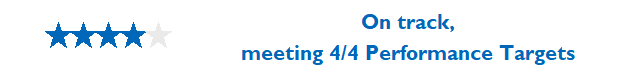 On track,
meeting 4/4 Performance Targets